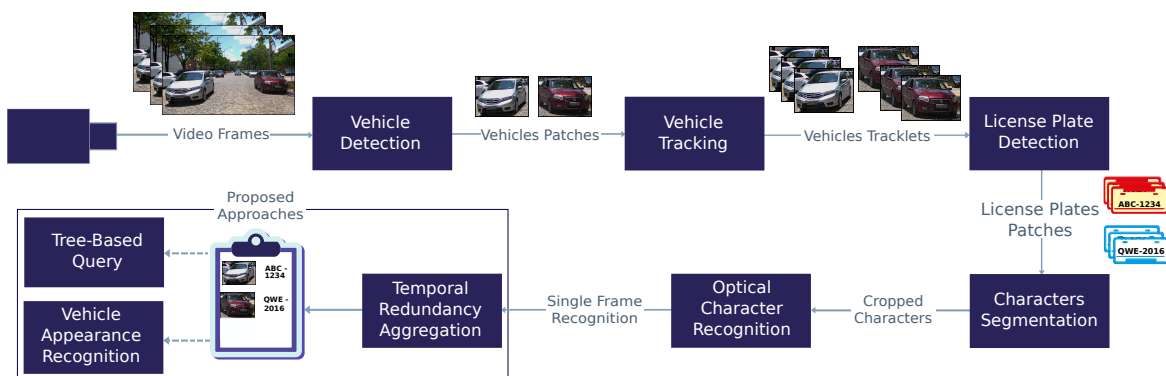 Video Frames
Vehicle
Detection
Vehicles Patches
Vehicle
Tracking
Vehicles Tracklets
License Plate
Detection
License Plates
Patches
ABC-1234
QWE-2016
Characters
Segmentation
Cropped
Characters
Optical
Character
Recognition
Single Frame
Recognition
Temporal
Redundancy
Aggregation
Proposed
Approaches
ABC -
1234
QWE -
2016
Tree-Based
Query
Vehicle
Appearance
Recognition